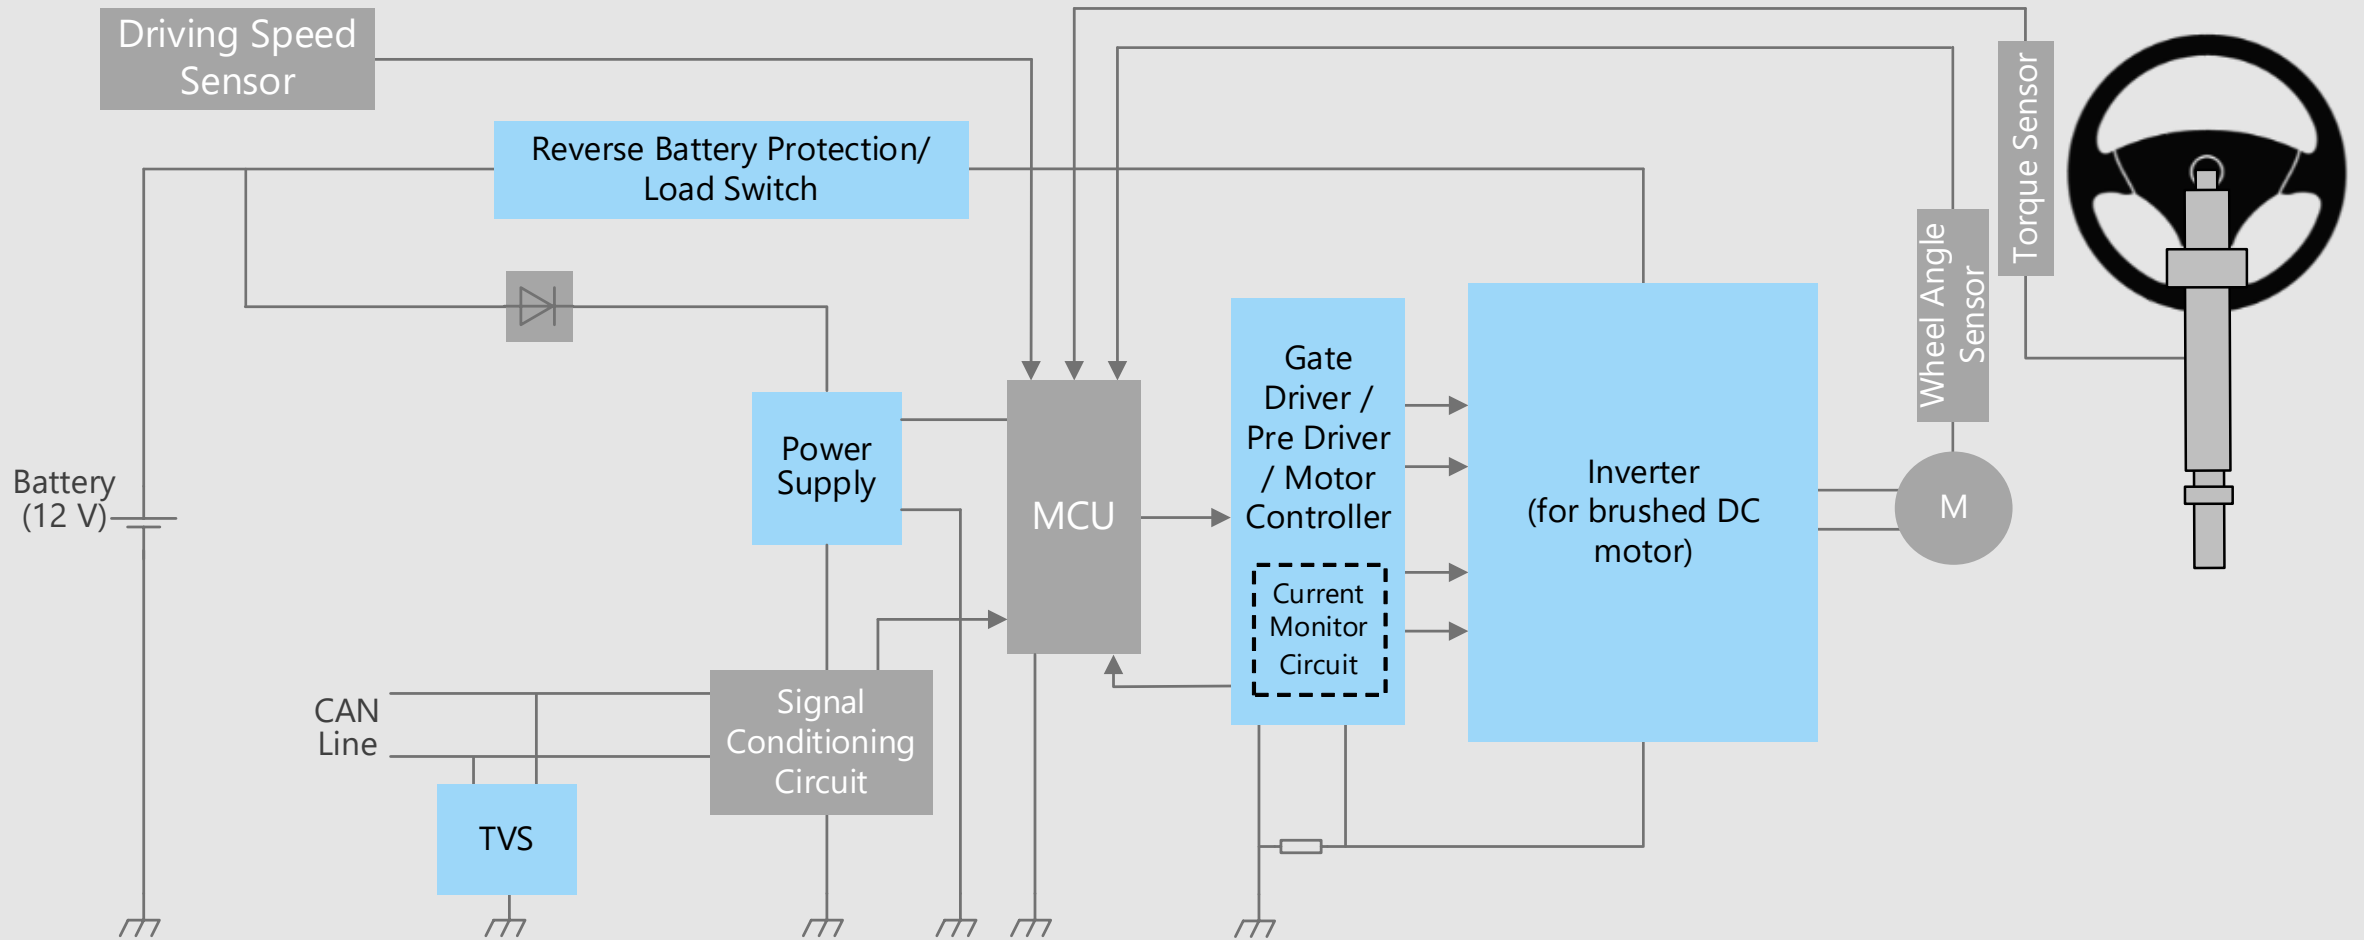 Driving Speed
Sensor
Reverse Battery Protection/
Load Switch
Torque Sensor
Wheel Angle
Sensor
Gate
Driver /
Pre Driver
/ Motor
Controller
Current
Monitor
Circuit
Power
Supply
Battery
(12 V)
MCU
Inverter
(for brushed DC
motor)
M
CAN
Line
Signal
Conditioning
Circuit
TVS